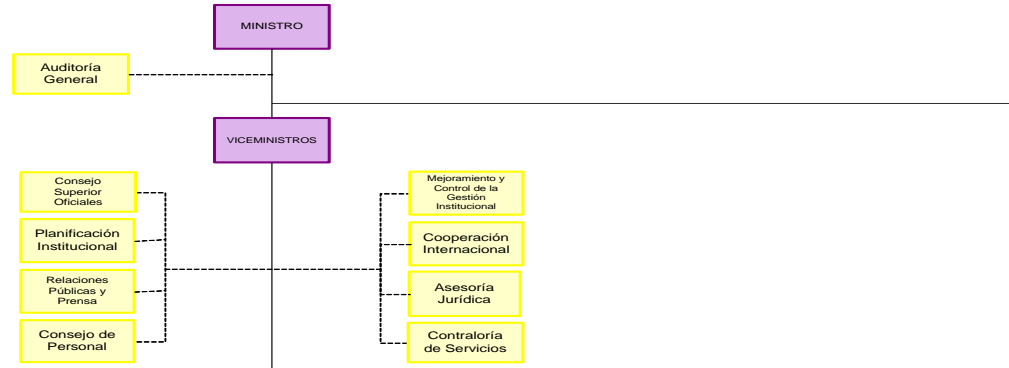 MINISTRO
Auditoría
General
VICEMINISTROS
Consejo
Superior
Oficiales
Planificación
Institucional
Relaciones
Públicas y
Prensa
Consejo de
Personal
Mejoramiento y
Control de la
Gestión
Institucional
Cooperación
Internacional
Asesoría
Jurídica
Contraloría
de Servicios